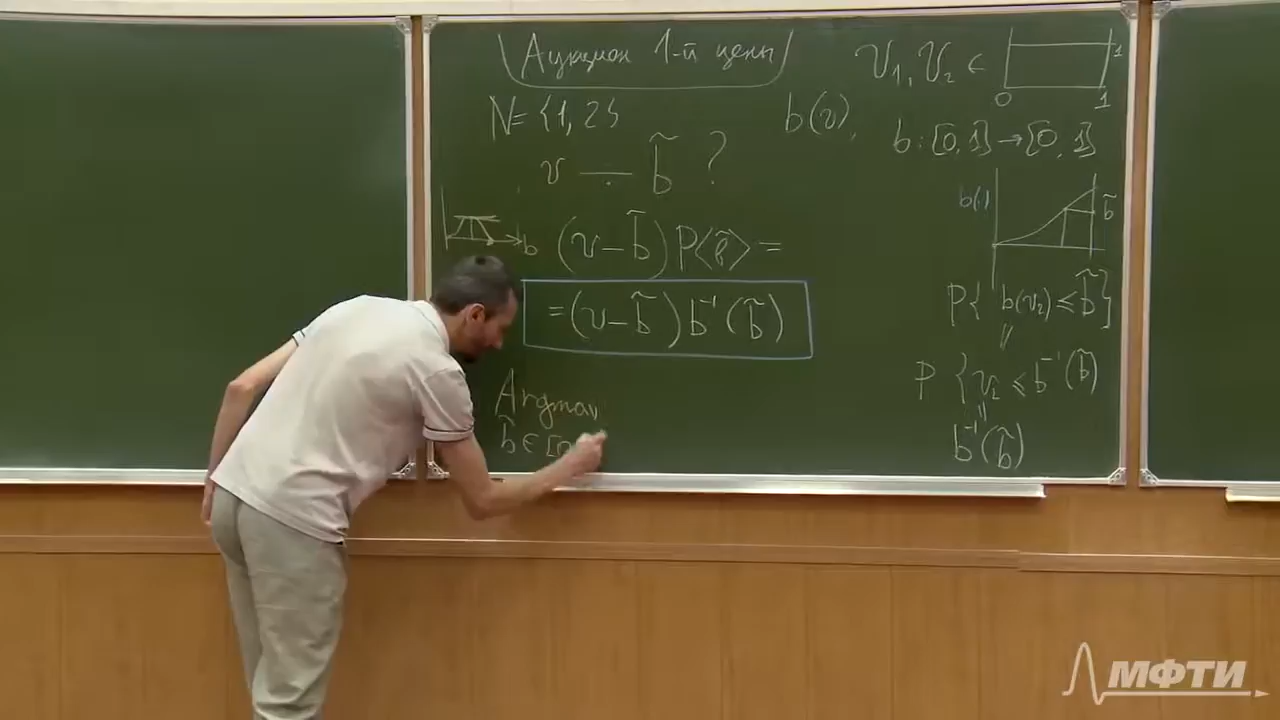 Аукцион 1-й цены
v₁, v₂ ∈
1
0 1
N = {1, 2}
b(v),
b : [0, 1] → [0, 1]
v ÷ b̃ ?
b(·)
b̃
b
(v − b̃) P⟨b̃⟩ =
= (v − b̃) b⁻¹(b̃)
P{ b(v₂) ≤ b̃}
"
P {v₂ ≤ b⁻¹(b̃)
"
b⁻¹(b̃)
Argmax
b̃ ∈ [0
МФТИ